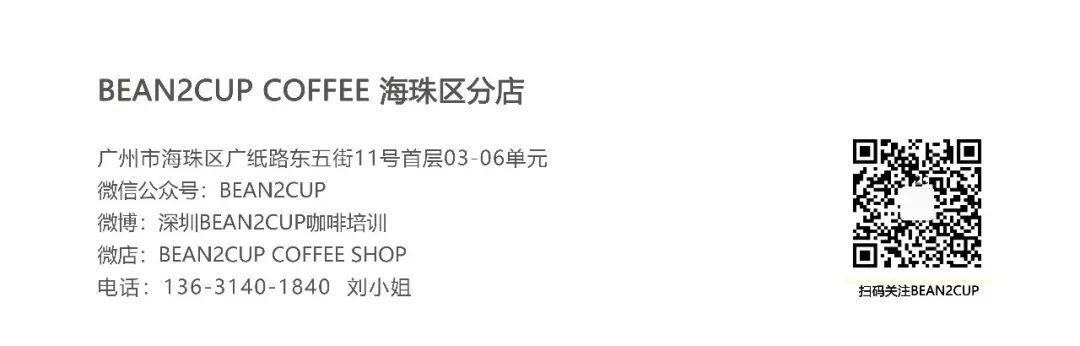 BEAN2CUP COFFEE 海珠区分店
广州市海珠区广纸路东五街11号首层03-06单元
微信公众号：BEAN2CUP
微博：深圳BEAN2CUP咖啡培训
微店：BEAN2CUP COFFEE SHOP
电话：136-3140-1840 刘小姐
扫码关注BEAN2CUP